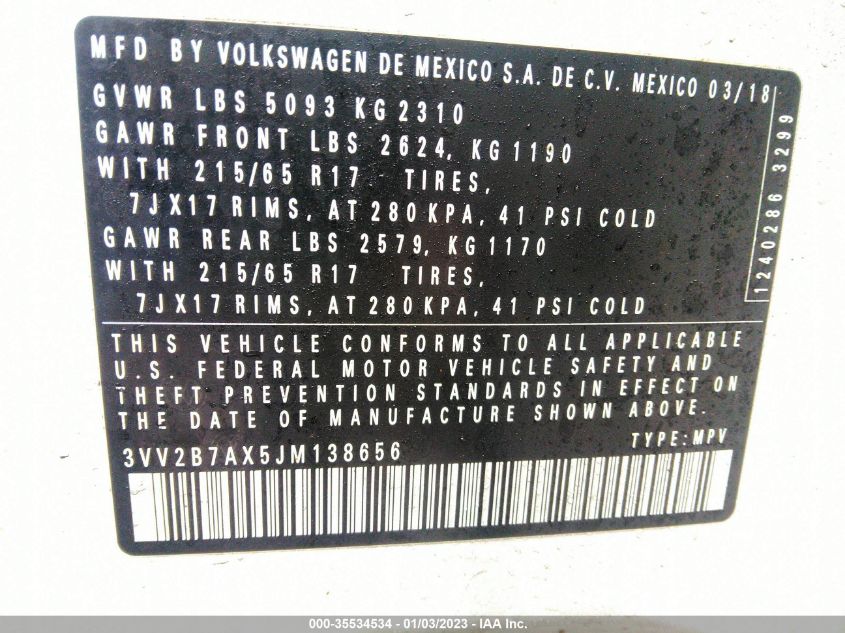 MFD BY VOLKSWAGEN DE MEXICO S.A. DE C.V. MEXICO 03/18
GVWR LBS 5093 KG 2310
GAWR FRONT LBS 2624, KG 1190
WITH 215/65 R17 TIRES,
7JX17 RIMS, AT 280 KPA, 41 PSI COLD
GAWR REAR LBS 2579, KG 1170
WITH 215/65 R17 TIRES,
7JX17 RIMS, AT 280 KPA, 41 PSI COLD
1240286 3299
THIS VEHICLE CONFORMS TO ALL APPLICABLE
U.S. FEDERAL MOTOR VEHICLE SAFETY AND
THEFT PREVENTION STANDARDS IN EFFECT ON
THE DATE OF MANUFACTURE SHOWN ABOVE.
3VV2B7AX5JM138656 TYPE: MPV
000-35534534 - 01/03/2023 - IAA Inc.